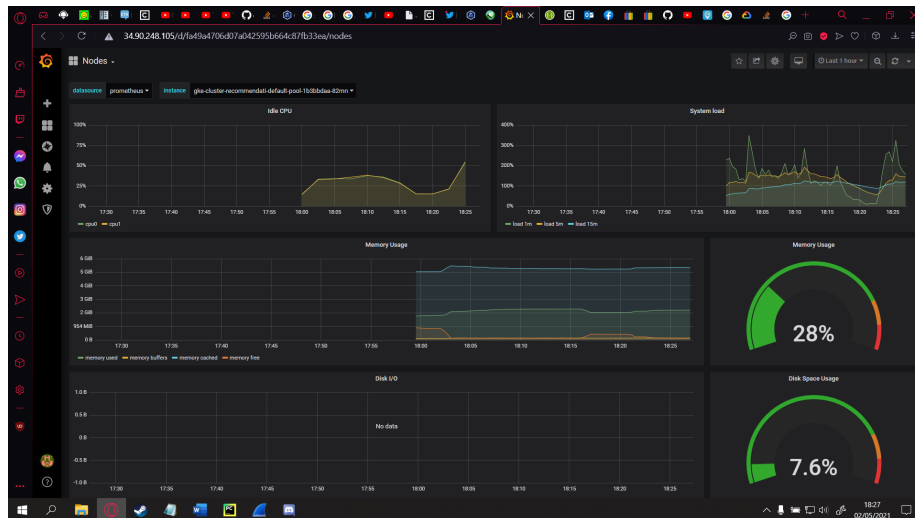 34.90.248.105/d/fa49a4706d07a042595b664c87fb33ea/nodes
Nodes
Last 1 hour
datasource prometheus instance gke-cluster-recommendati-default-pool-1b3bbdaa-82mn
Idle CPU
100%
75%
50%
25%
0%
17:30 17:35 17:40 17:45 17:50 17:55 18:00 18:05 18:10 18:15 18:20 18:25
cpu0 cpu1
System load
400%
300%
200%
100%
0%
17:30 17:35 17:40 17:45 17:50 17:55 18:00 18:05 18:10 18:15 18:20 18:25
load 1m load 5m load 15m
Memory Usage
6 GiB
5 GiB
4 GiB
3 GiB
2 GiB
954 MiB
0 B
17:30 17:35 17:40 17:45 17:50 17:55 18:00 18:05 18:10 18:15 18:20 18:25
memory used memory buffers memory cached memory free
Memory Usage
28%
Disk I/O
1.0 B
0.5 B
0 B
-0.5 B
-1.0 B
No data
17:30 17:35 17:40 17:45 17:50 17:55 18:00 18:05 18:10 18:15 18:20 18:25
Disk Space Usage
7.6%
18:27
02/05/2021